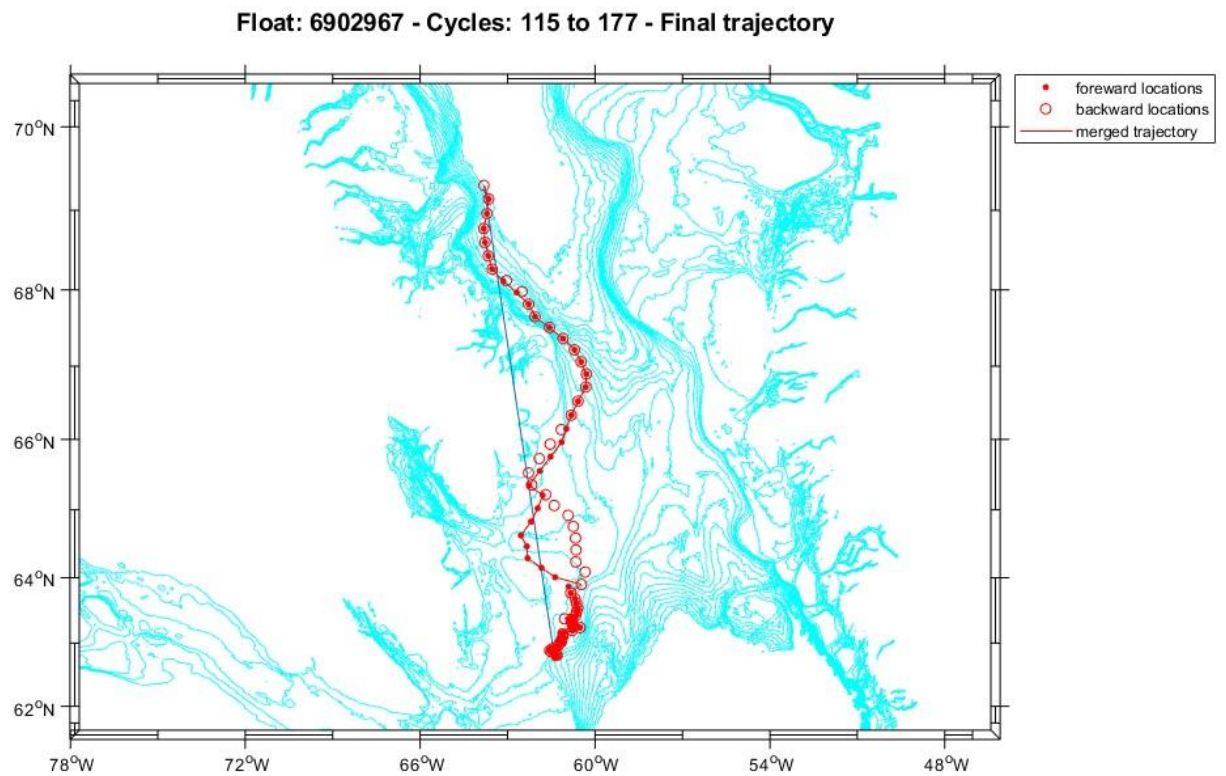 Float: 6902967 - Cycles: 115 to 177 - Final trajectory
foreward locations
backward locations
merged trajectory
70°N
68°N
66°N
64°N
62°N
78°W 72°W 66°W 60°W 54°W 48°W